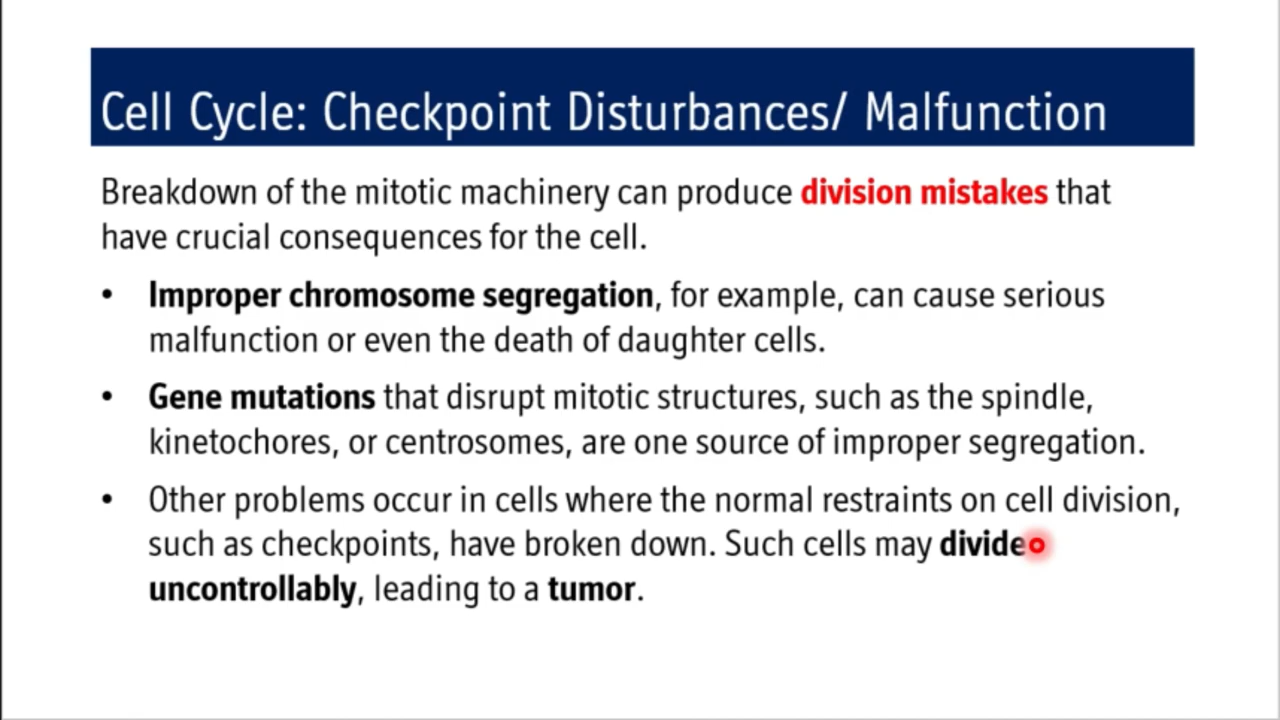 Cell Cycle: Checkpoint Disturbances/ Malfunction
Breakdown of the mitotic machinery can produce division mistakes that
have crucial consequences for the cell.
• Improper chromosome segregation, for example, can cause serious
malfunction or even the death of daughter cells.
• Gene mutations that disrupt mitotic structures, such as the spindle,
kinetochores, or centrosomes, are one source of improper segregation.
• Other problems occur in cells where the normal restraints on cell division,
such as checkpoints, have broken down. Such cells may divide
uncontrollably, leading to a tumor.